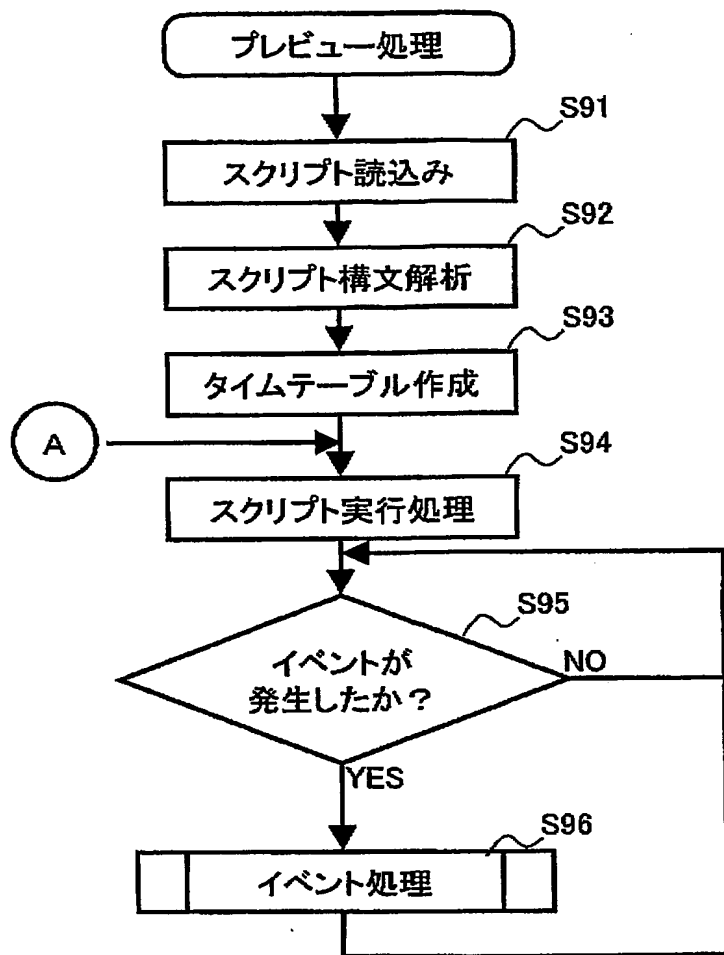 プレビュー処理
S91
スクリプト読込み
S92
スクリプト構文解析
S93
タイムテーブル作成
A
S94
スクリプト実行処理
S95
イベントが
発生したか?
NO
YES
S96
イベント処理